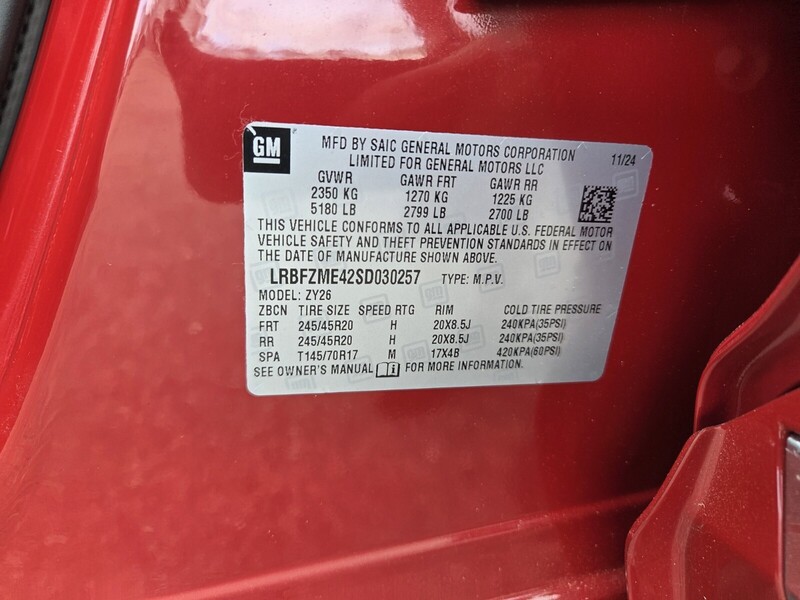 GM
MFD BY SAIC GENERAL MOTORS CORPORATION
LIMITED FOR GENERAL MOTORS LLC
11/24
GVWR GAWR FRT GAWR RR
2350 KG 1270 KG 1225 KG
5180 LB 2799 LB 2700 LB
THIS VEHICLE CONFORMS TO ALL APPLICABLE U.S. FEDERAL MOTOR
VEHICLE SAFETY AND THEFT PREVENTION STANDARDS IN EFFECT ON
THE DATE OF MANUFACTURE SHOWN ABOVE.
LRBFZME42SD030257 TYPE: M.P.V.
MODEL: ZY26
ZBCN TIRE SIZE SPEED RTG RIM COLD TIRE PRESSURE
FRT 245/45R20 H 20X8.5J 240KPA(35PSI)
RR 245/45R20 H 20X8.5J 240KPA(35PSI)
SPA T145/70R17 M 17X4B 420KPA(60PSI)
SEE OWNER'S MANUAL FOR MORE INFORMATION.